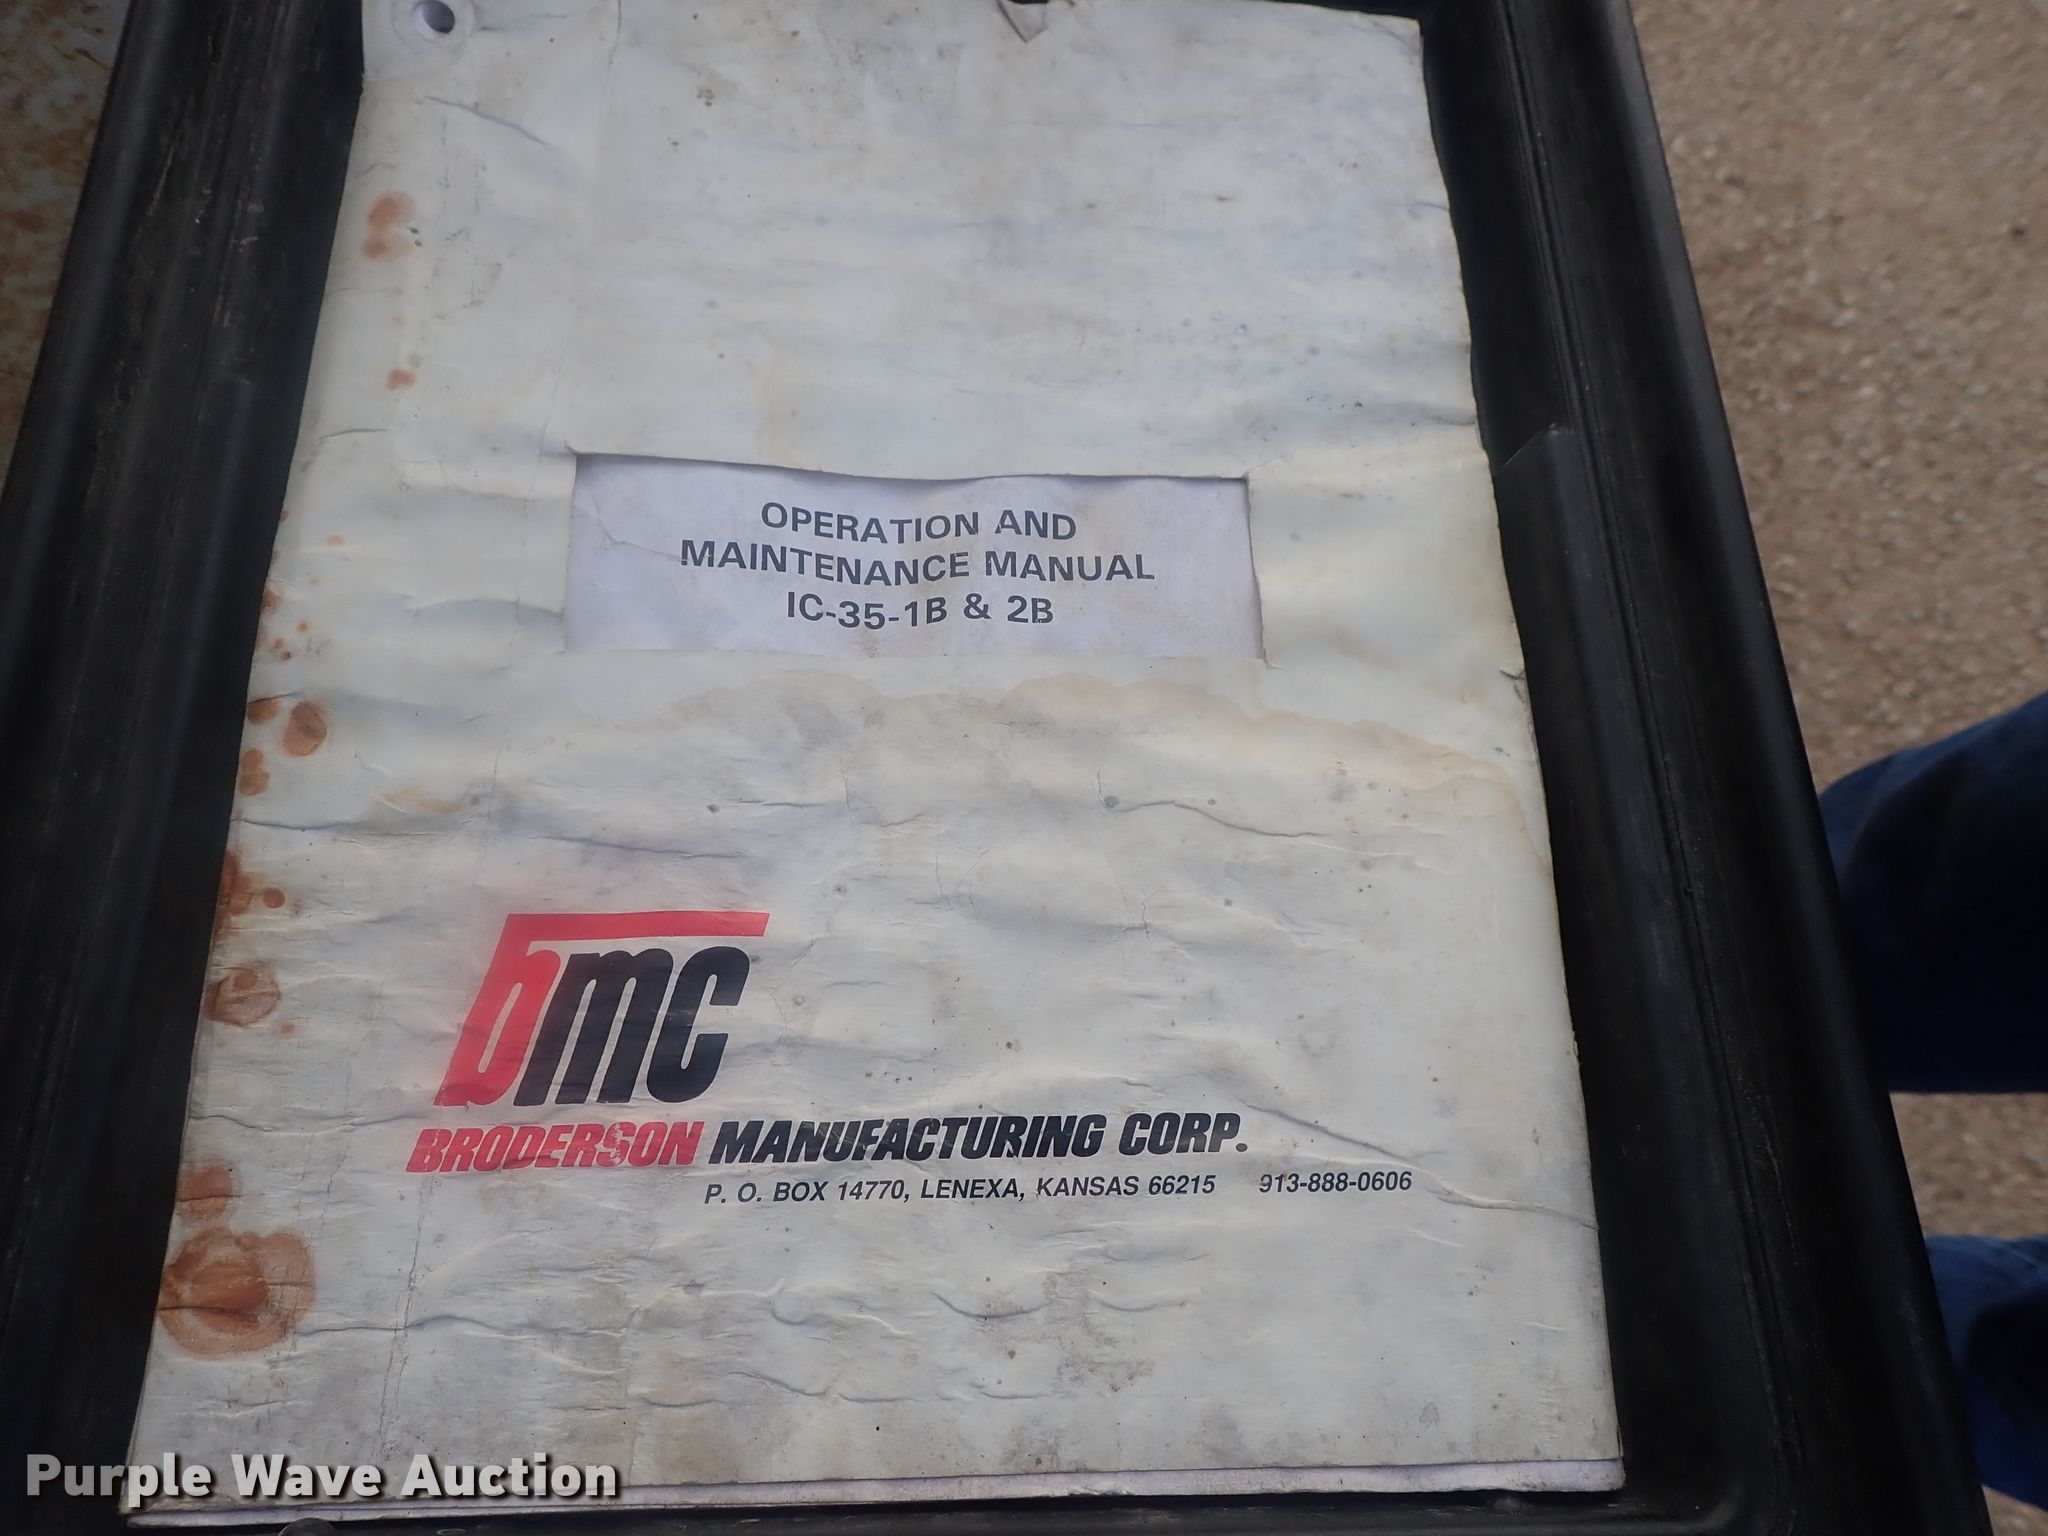 OPERATION AND
MAINTENANCE MANUAL
IC-35-1B & 2B
bmc
BRODERSON MANUFACTURING CORP.
P. O. BOX 14770, LENEXA, KANSAS 66215 913-888-0606
Purple Wave Auction